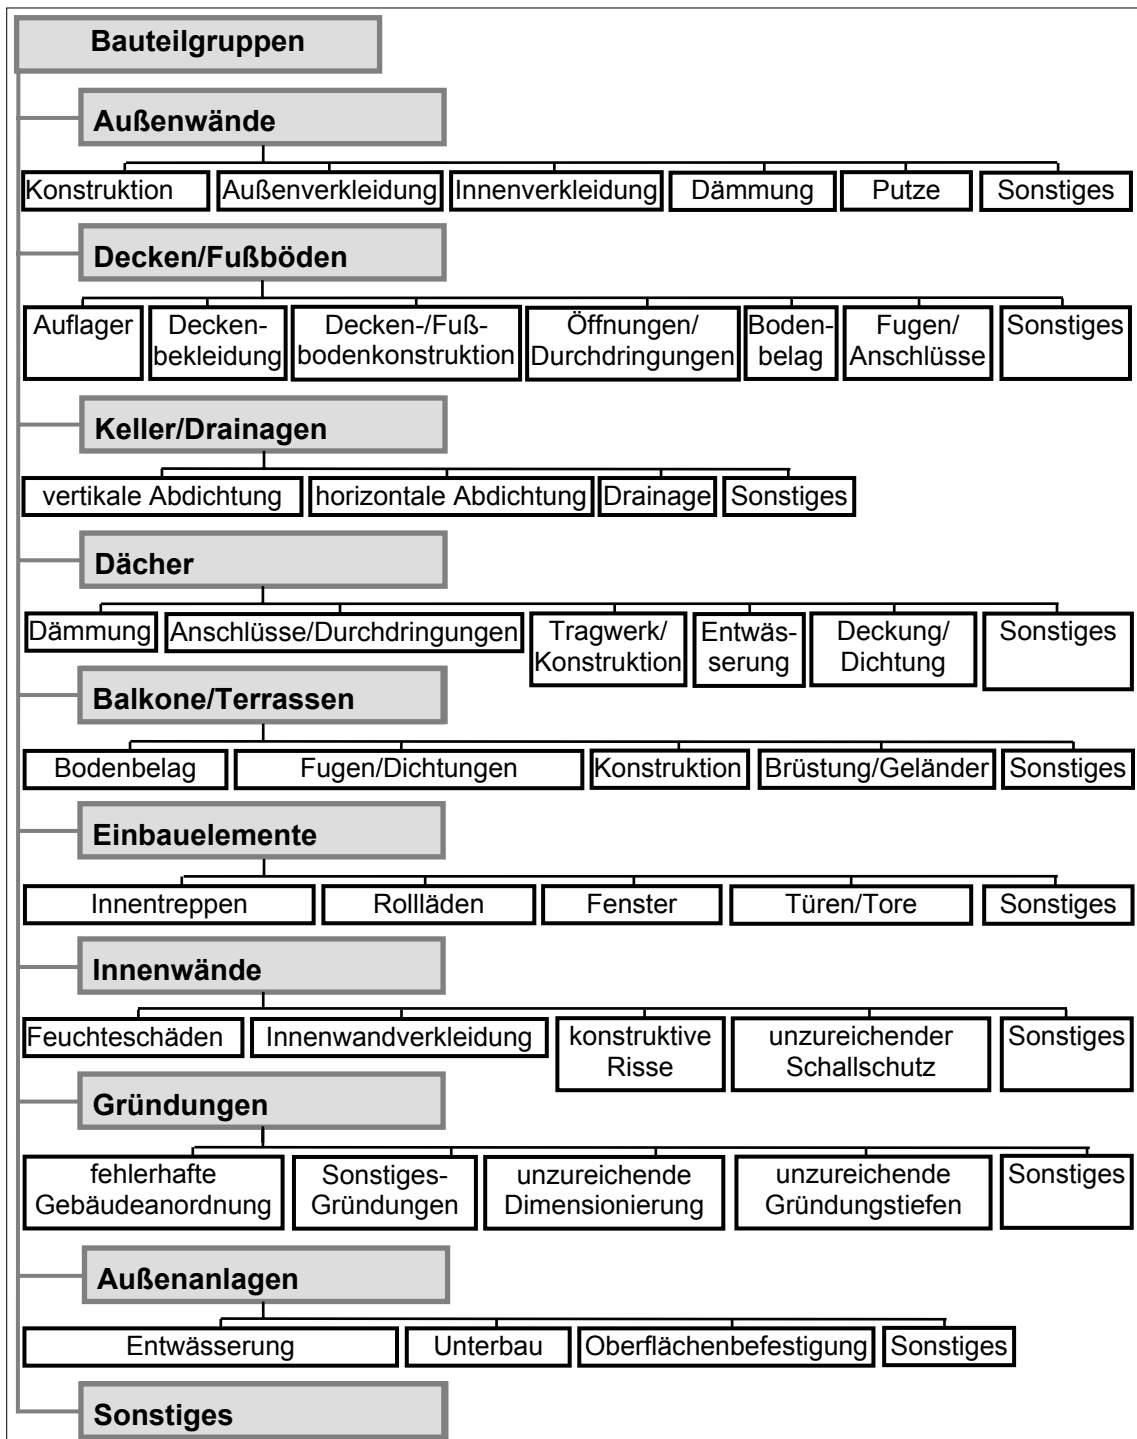 Bauteilgruppen
Außenwände
Konstruktion Außenverkleidung Innenverkleidung Dämmung Putze Sonstiges
Decken/Fußböden
Auflager Decken- Decken-/Fuß- Öffnungen/ Boden- Fugen/ Sonstiges
bekleidung bodenkonstruktion Durchdringungen belag Anschlüsse
Keller/Drainagen
vertikale Abdichtung horizontale Abdichtung Drainage Sonstiges
Dächer
Dämmung Anschlüsse/Durchdringungen Tragwerk/ Entwäs- Deckung/ Sonstiges
Konstruktion serung Dichtung
Balkone/Terrassen
Bodenbelag Fugen/Dichtungen Konstruktion Brüstung/Geländer Sonstiges
Einbauelemente
Innentreppen Rollläden Fenster Türen/Tore Sonstiges
Innenwände
Feuchteschäden Innenwandverkleidung konstruktive unzureichender Sonstiges
Risse Schallschutz
Gründungen
fehlerhafte Sonstiges- unzureichende unzureichende Sonstiges
Gebäudeanordnung Gründungen Dimensionierung Gründungstiefen
Außenanlagen
Entwässerung Unterbau Oberflächenbefestigung Sonstiges
Sonstiges